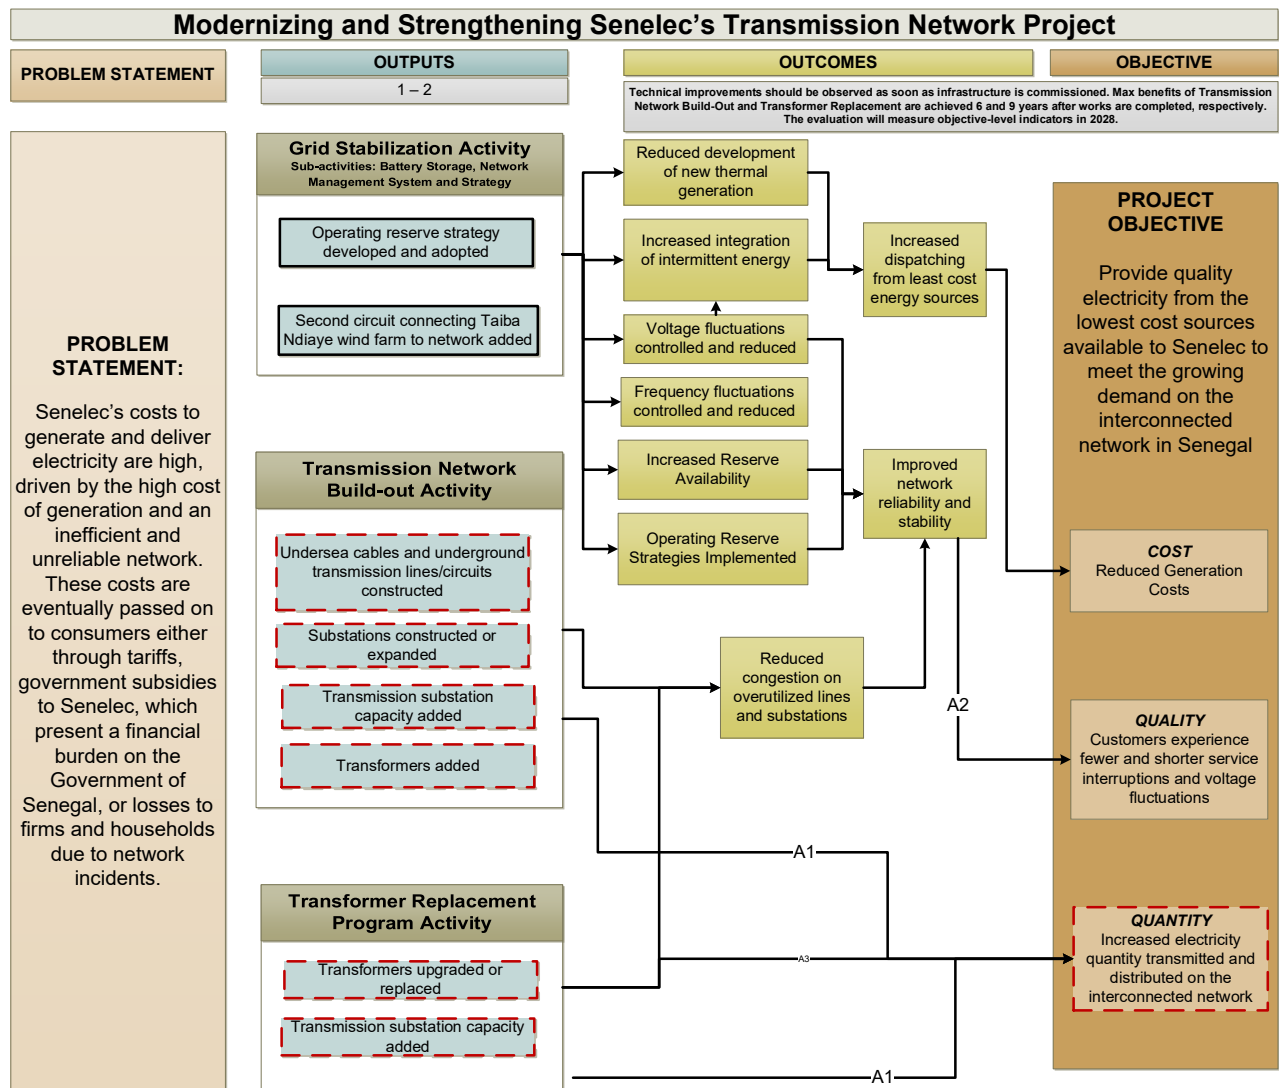 Modernizing and Strengthening Senelec's Transmission Network Project
PROBLEM STATEMENT
OUTPUTS
1 – 2
OUTCOMES
OBJECTIVE
Technical improvements should be observed as soon as infrastructure is commissioned. Max benefits of Transmission
Network Build-Out and Transformer Replacement are achieved 6 and 9 years after works are completed, respectively.
The evaluation will measure objective-level indicators in 2028.
PROBLEM
STATEMENT:
Senelec's costs to
generate and deliver
electricity are high,
driven by the high cost
of generation and an
inefficient and
unreliable network.
These costs are
eventually passed on
to consumers either
through tariffs,
government subsidies
to Senelec, which
present a financial
burden on the
Government of
Senegal, or losses to
firms and households
due to network
incidents.
Grid Stabilization Activity
Sub-activities: Battery Storage, Network
Management System and Strategy
Operating reserve strategy
developed and adopted
Second circuit connecting Taiba
Ndiaye wind farm to network added
Transmission Network
Build-out Activity
Undersea cables and underground
transmission lines/circuits
constructed
Substations constructed or
expanded
Transmission substation
capacity added
Transformers added
Transformer Replacement
Program Activity
Transformers upgraded or
replaced
Transmission substation capacity
added
Reduced development
of new thermal
generation
Increased integration
of intermittent energy
Voltage fluctuations
controlled and reduced
Frequency fluctuations
controlled and reduced
Increased Reserve
Availability
Operating Reserve
Strategies Implemented
Increased
dispatching
from least cost
energy sources
Improved
network
reliability and
stability
Reduced
congestion on
overutilized lines
and substations
A2
A1
A3
A1
PROJECT
OBJECTIVE
Provide quality
electricity from the
lowest cost sources
available to Senelec to
meet the growing
demand on the
interconnected
network in Senegal
COST
Reduced Generation
Costs
QUALITY
Customers experience
fewer and shorter service
interruptions and voltage
fluctuations
QUANTITY
Increased electricity
quantity transmitted and
distributed on the
interconnected network